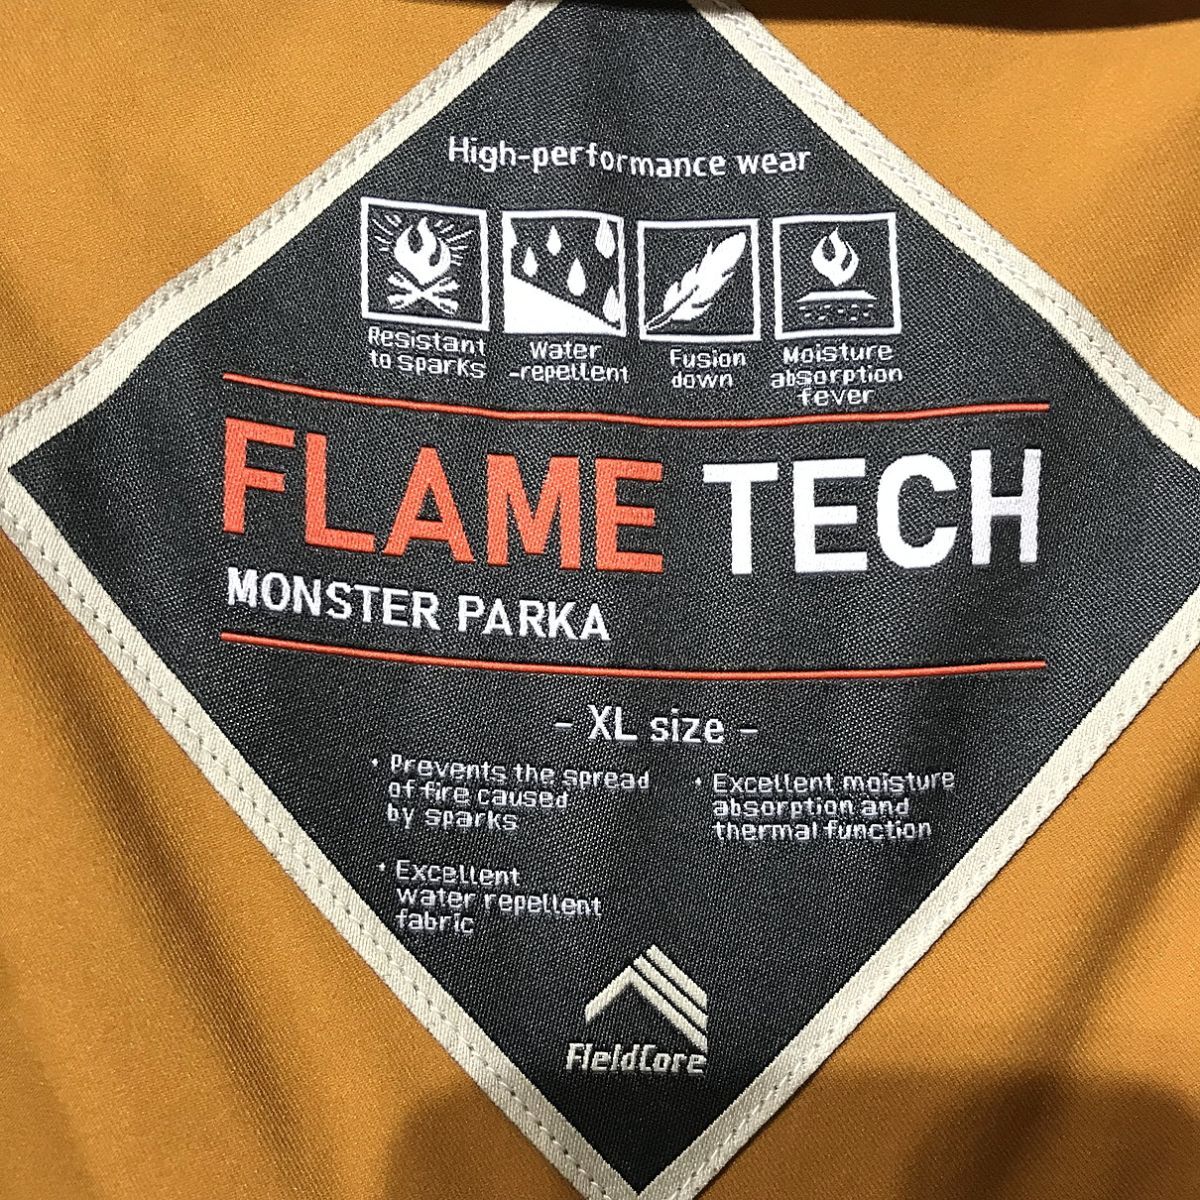 High-performance wear
Resistant
to sparks
Water
-repellent
Fusion
down
Moisture
absorption
fever
FLAME TECH
MONSTER PARKA
- XL size -
・Prevents the spread
of fire caused
by sparks
・Excellent moisture
absorption and
thermal function
・Excellent
water repellent
fabric
FieldCore